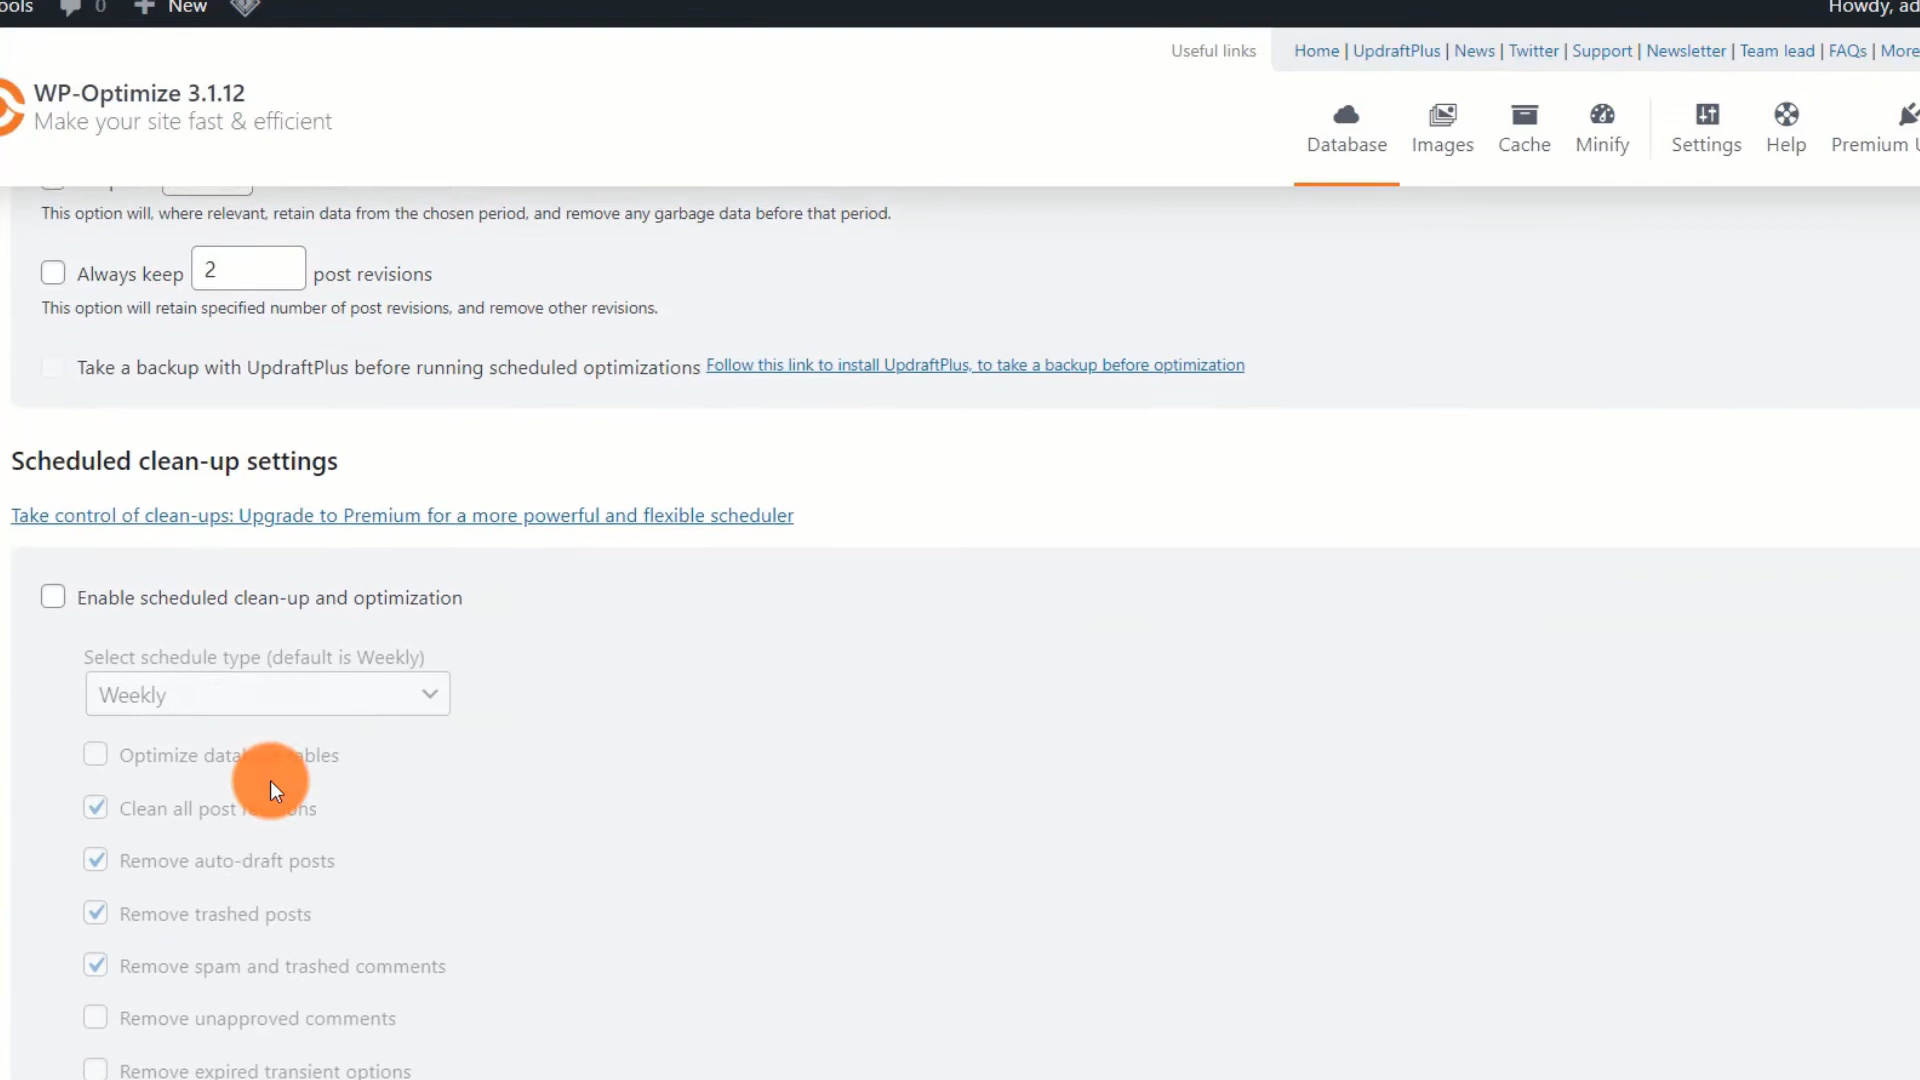 ools 0 New Howdy, ad
Useful links Home | UpdraftPlus | News | Twitter | Support | Newsletter | Team lead | FAQs | More
WP-Optimize 3.1.12
Make your site fast & efficient
Database Images Cache Minify Settings Help Premium U
This option will, where relevant, retain data from the chosen period, and remove any garbage data before that period.
Always keep 2 post revisions
This option will retain specified number of post revisions, and remove other revisions.
Take a backup with UpdraftPlus before running scheduled optimizations Follow this link to install UpdraftPlus, to take a backup before optimization
Scheduled clean-up settings
Take control of clean-ups: Upgrade to Premium for a more powerful and flexible scheduler
Enable scheduled clean-up and optimization
Select schedule type (default is Weekly)
Weekly
Optimize database tables
Clean all post revisions
Remove auto-draft posts
Remove trashed posts
Remove spam and trashed comments
Remove unapproved comments
Remove expired transient options